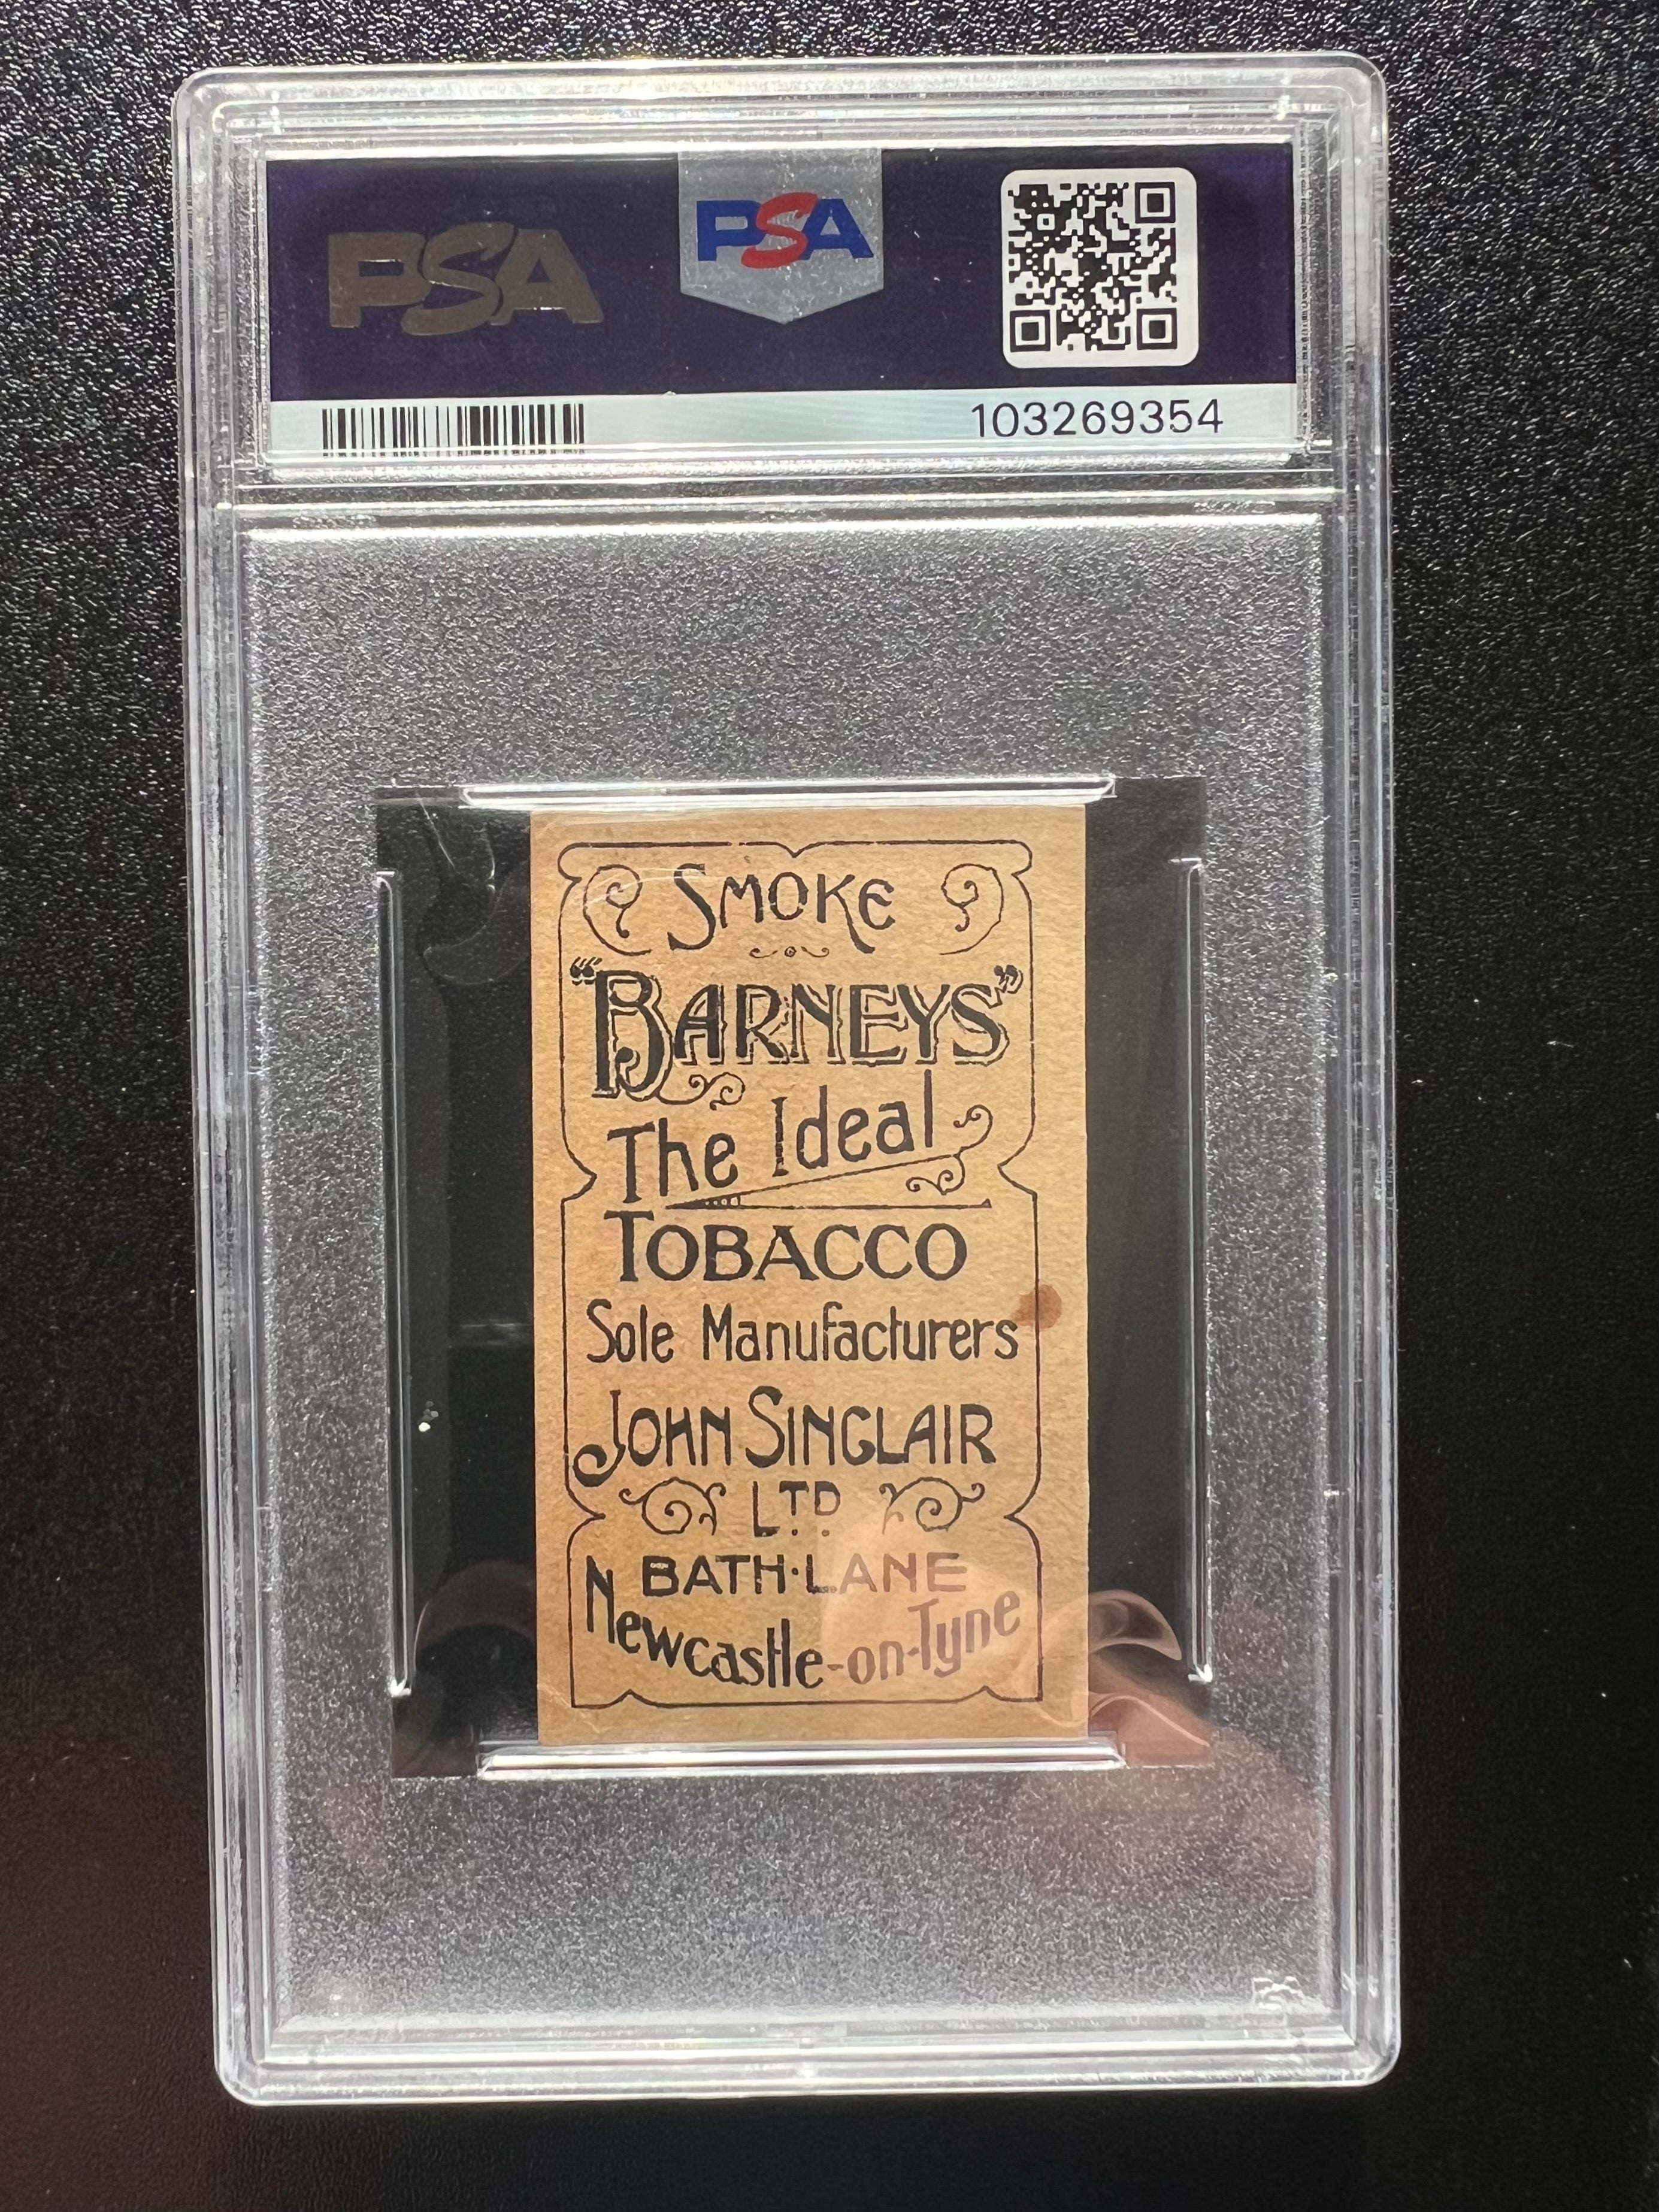 PSA
PSA
103269354
SMOKE
"BARNEYS"
The Ideal
TOBACCO
Sole Manufacturers
JOHN SINCLAIR
LTD.
BATH·LANE
Newcastle-on-Tyne